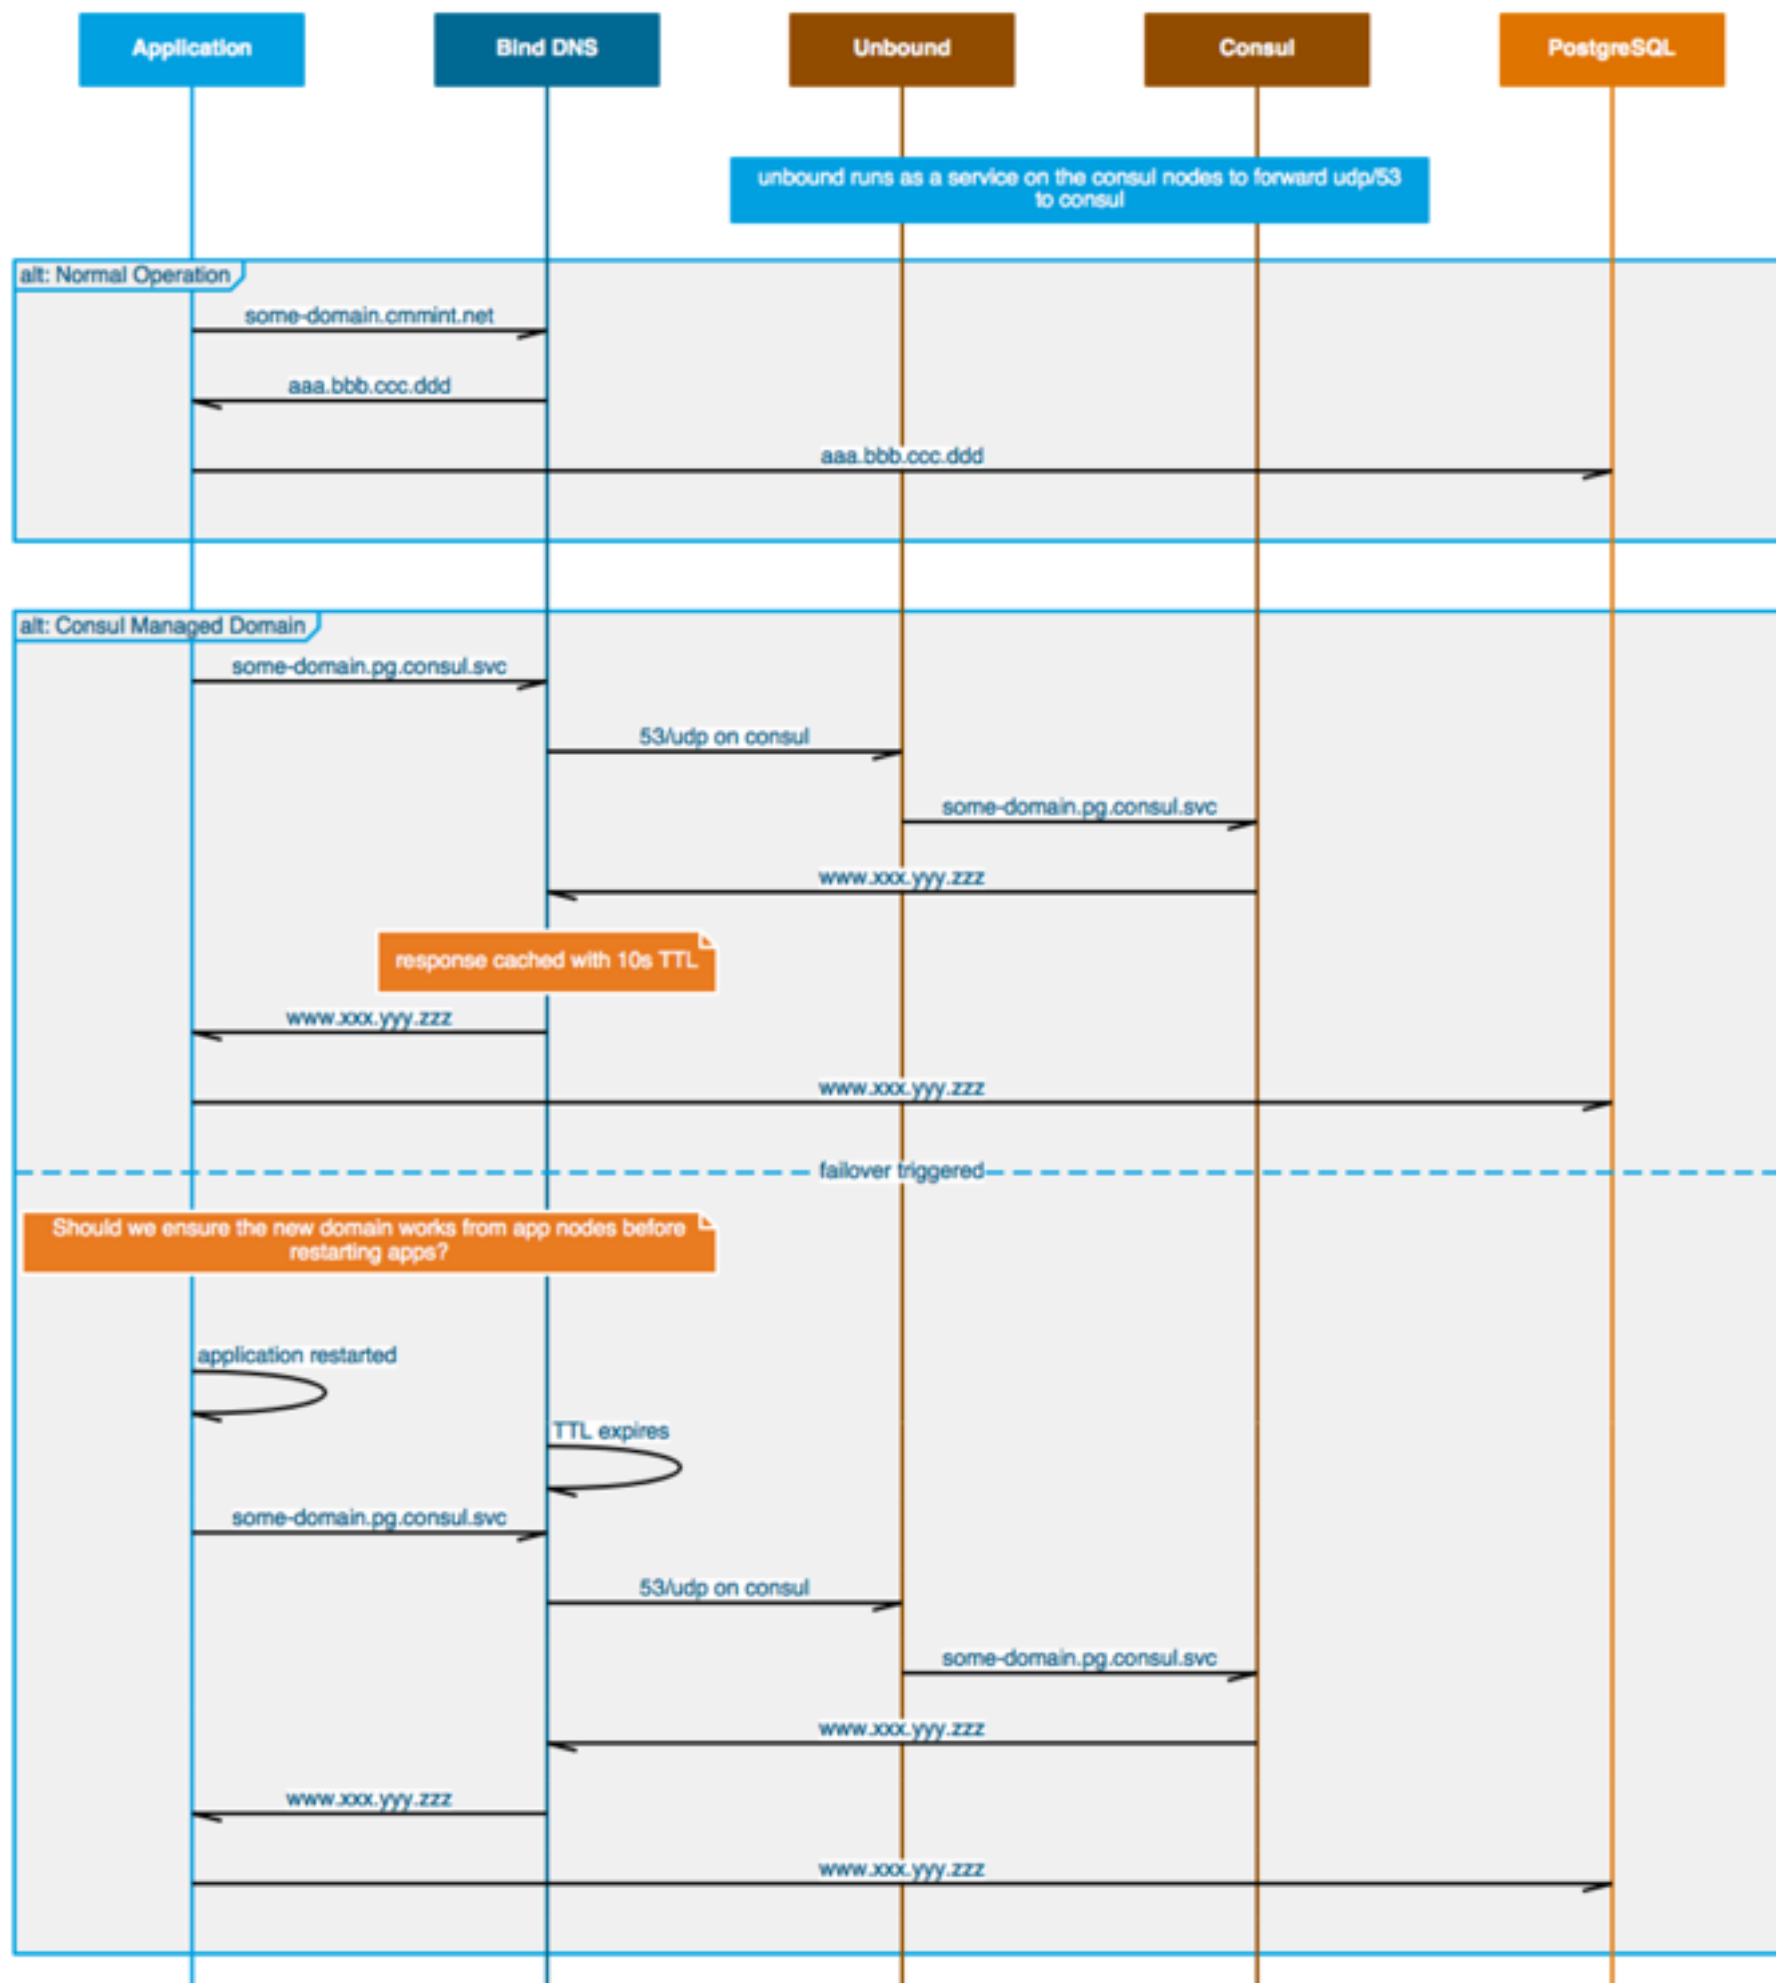 Application
Bind DNS
Unbound
Consul
PostgreSQL
unbound runs as a service on the consul nodes to forward udp/53
to consul
alt: Normal Operation
some-domain.cmmint.net
aaa.bbb.ccc.ddd
aaa.bbb.ccc.ddd
alt: Consul Managed Domain
some-domain.pg.consul.svc
53/udp on consul
some-domain.pg.consul.svc
www.xxx.yyy.zzz
response cached with 10s TTL
www.xxx.yyy.zzz
www.xxx.yyy.zzz
failover triggered
Should we ensure the new domain works from app nodes before
restarting apps?
application restarted
TTL expires
some-domain.pg.consul.svc
53/udp on consul
some-domain.pg.consul.svc
www.xxx.yyy.zzz
www.xxx.yyy.zzz
www.xxx.yyy.zzz